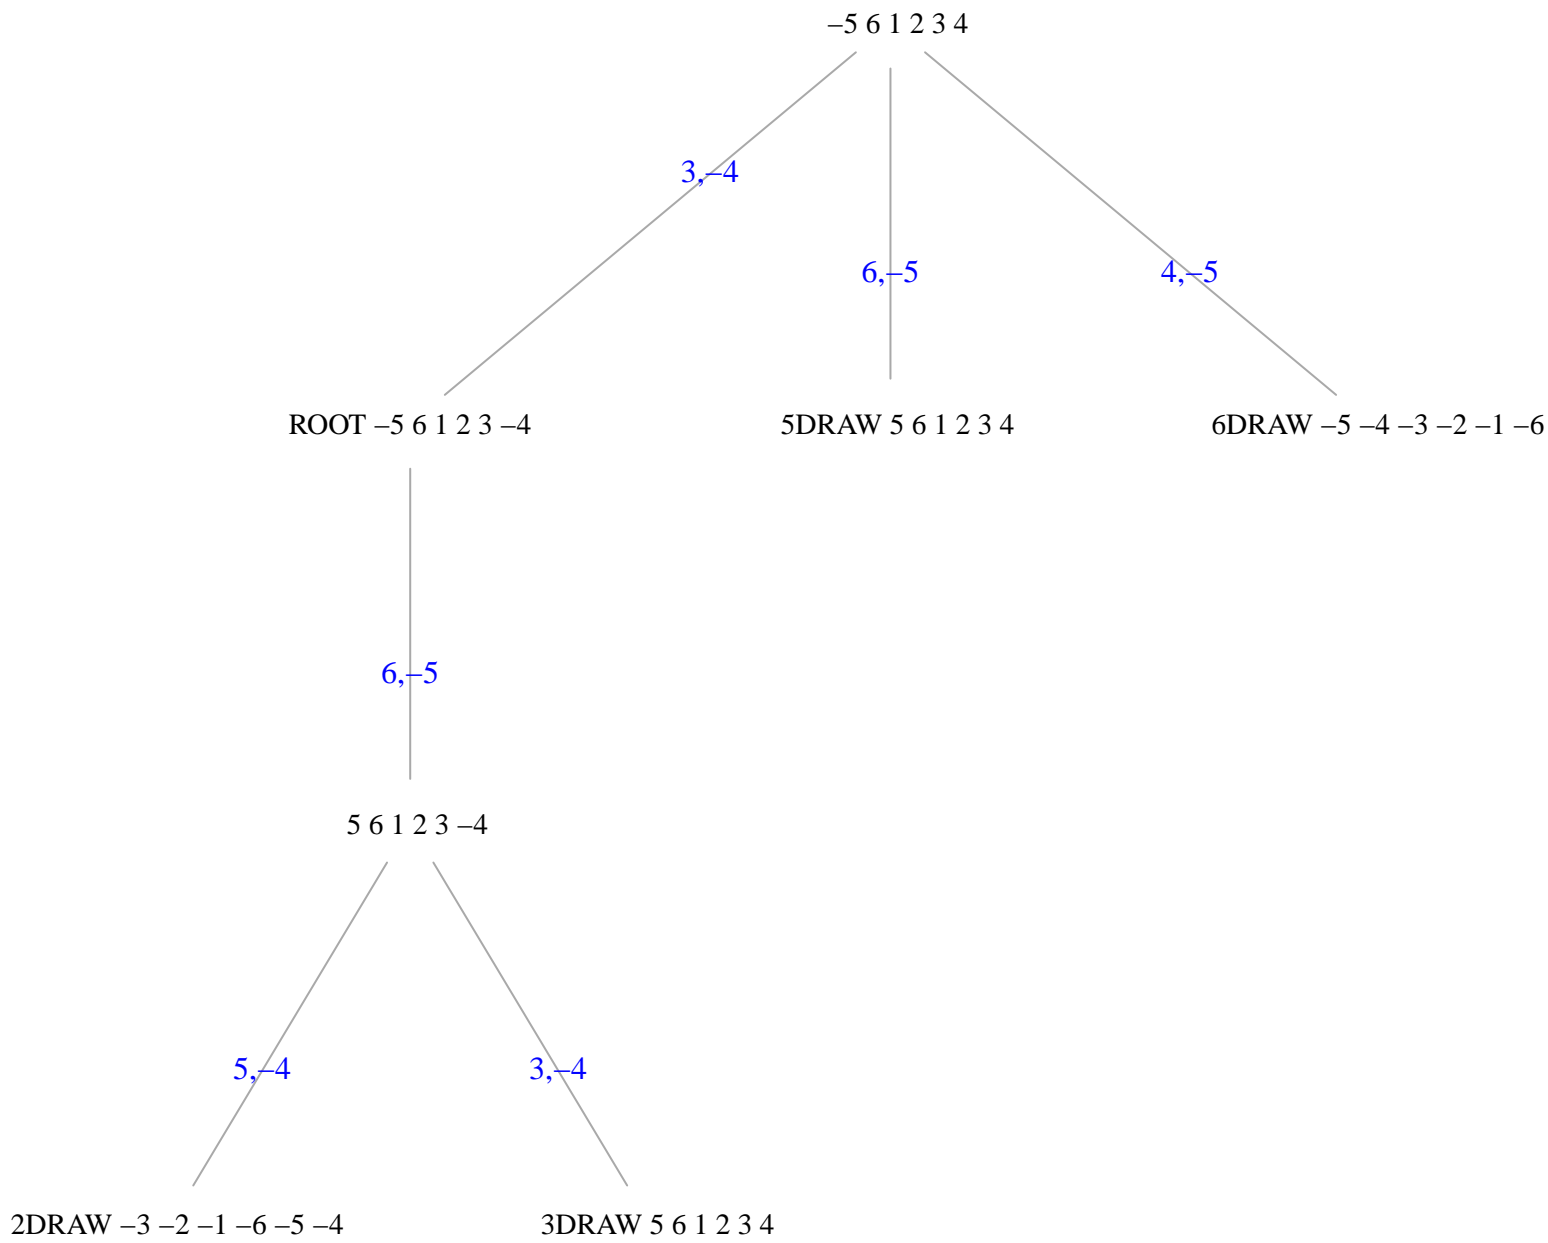 –5 6 1 2 3 4
3,–4
6,–5
4,–5
ROOT –5 6 1 2 3 –4
5DRAW 5 6 1 2 3 4
6DRAW –5 –4 –3 –2 –1 –6
6,–5
5 6 1 2 3 –4
5,–4
3,–4
2DRAW –3 –2 –1 –6 –5 –4
3DRAW 5 6 1 2 3 4